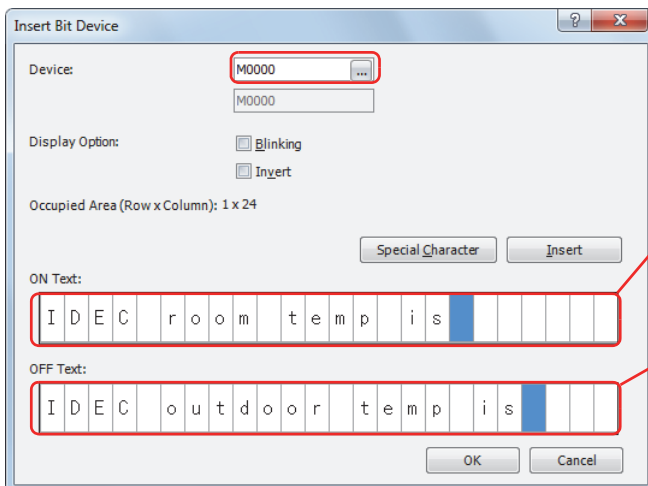 Insert Bit Device
Device: M0000 ...
M0000
Display Option: Blinking
Invert
Occupied Area (Row x Column): 1 x 24
Special Character Insert
ON Text:
IDEC room temp is
OFF Text:
IDEC outdoor temp is
OK Cancel